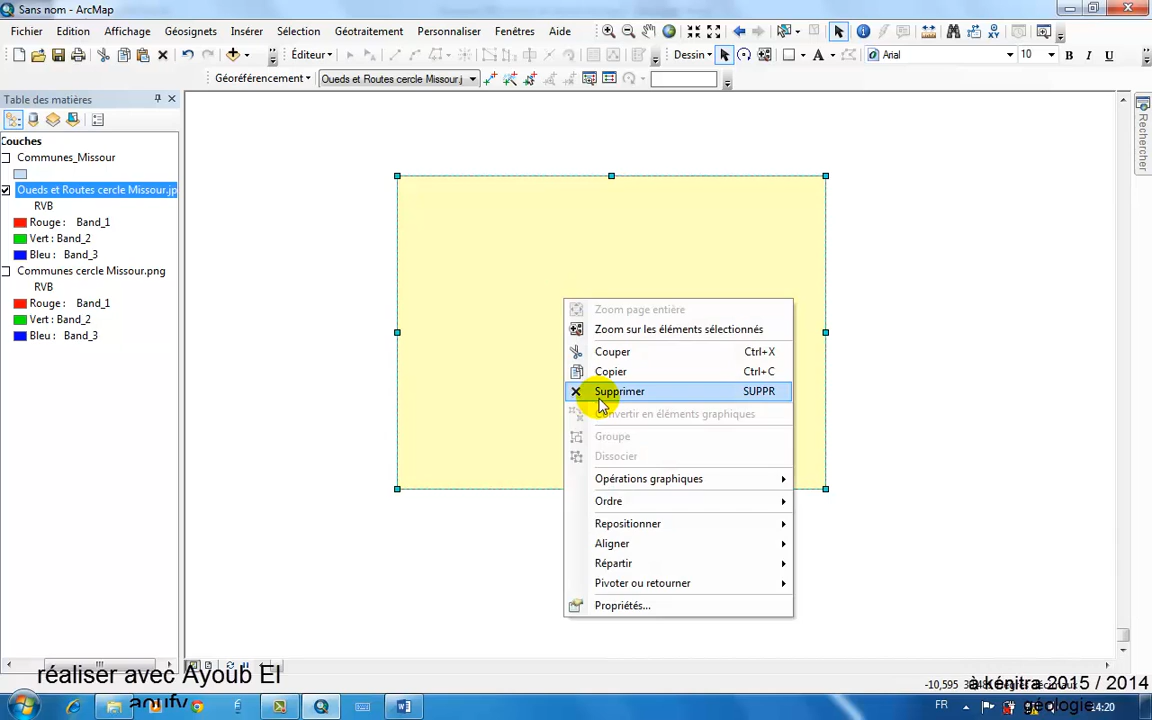 Sans nom - ArcMap
Fichier Edition Affichage Géosignets Insérer Sélection Géotraitement Personnaliser Fenêtres Aide
Éditeur Dessin A Arial 10 B I U
Géoréférencement Oueds et Routes cercle Missour.j
Table des matières
Rechercher
Couches
Communes_Missour
Oueds et Routes cercle Missour.jp
RVB
Rouge : Band_1
Vert : Band_2
Bleu : Band_3
Communes cercle Missour.png
RVB
Rouge : Band_1
Vert : Band_2
Bleu : Band_3
Zoom page entière
Zoom sur les éléments sélectionnés
Couper Ctrl+X
Copier Ctrl+C
Supprimer SUPPR
Convertir en éléments graphiques
Groupe
Dissocier
Opérations graphiques
Ordre
Repositionner
Aligner
Répartir
Pivoter ou retourner
Propriétés...
réaliser avec Ayoub El
à kénitra 2015 / 2014
géologie
-10,595
FR 14:20